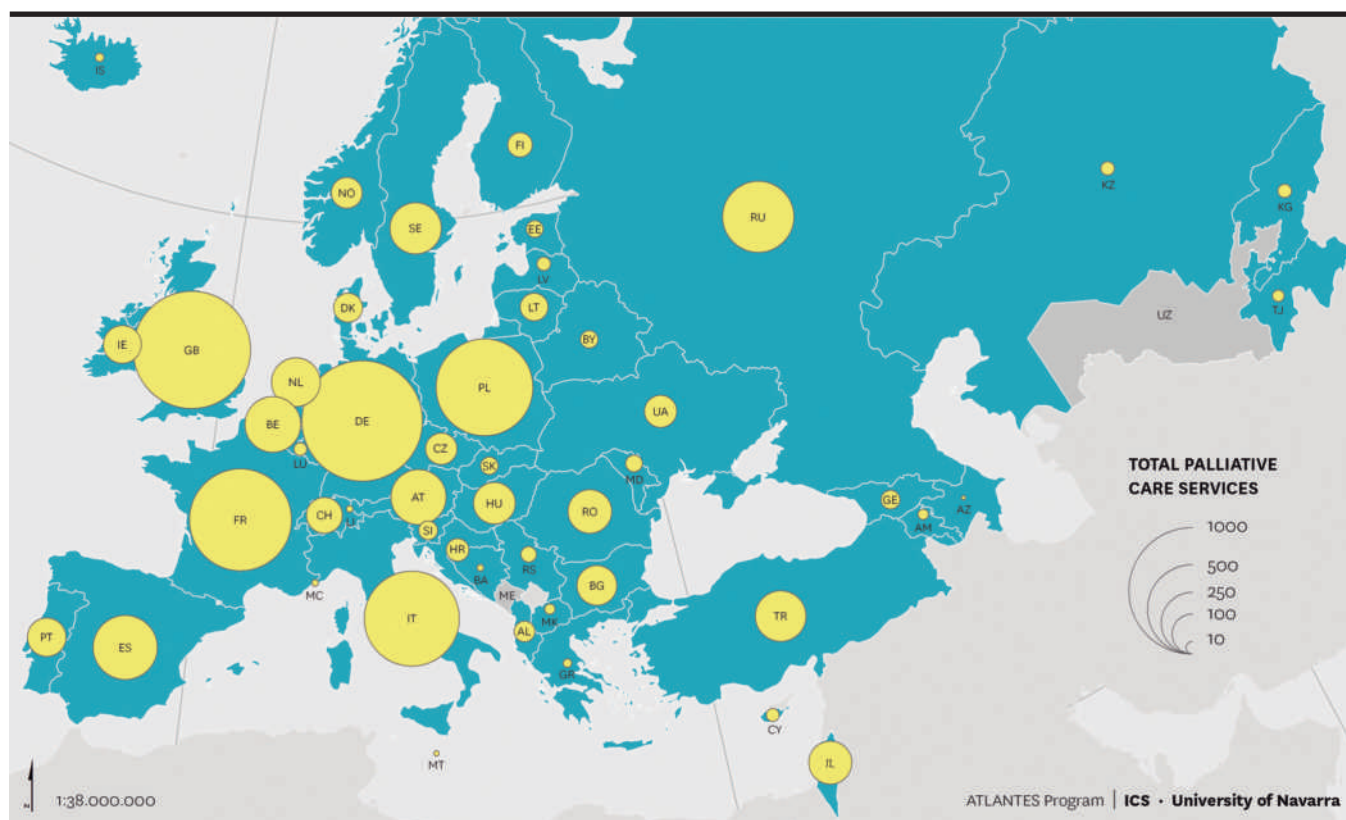 IS
FI
NO
SE
RU
KZ
KG
EE
LV
DK
LT
TJ
UZ
BY
IE
GB
NL
PL
BE
DE
UA
CZ
LU
SK
MD
AT
HU
FR
CH
LI
RO
GE
AZ
AM
SI
HR
RS
BA
MC
ME
BG
IT
MK
TR
PT
ES
AL
GR
CY
MT
IL
TOTAL PALLIATIVE
CARE SERVICES
1000
500
250
100
10
N
1:38.000.000
ATLANTES Program | ICS · University of Navarra